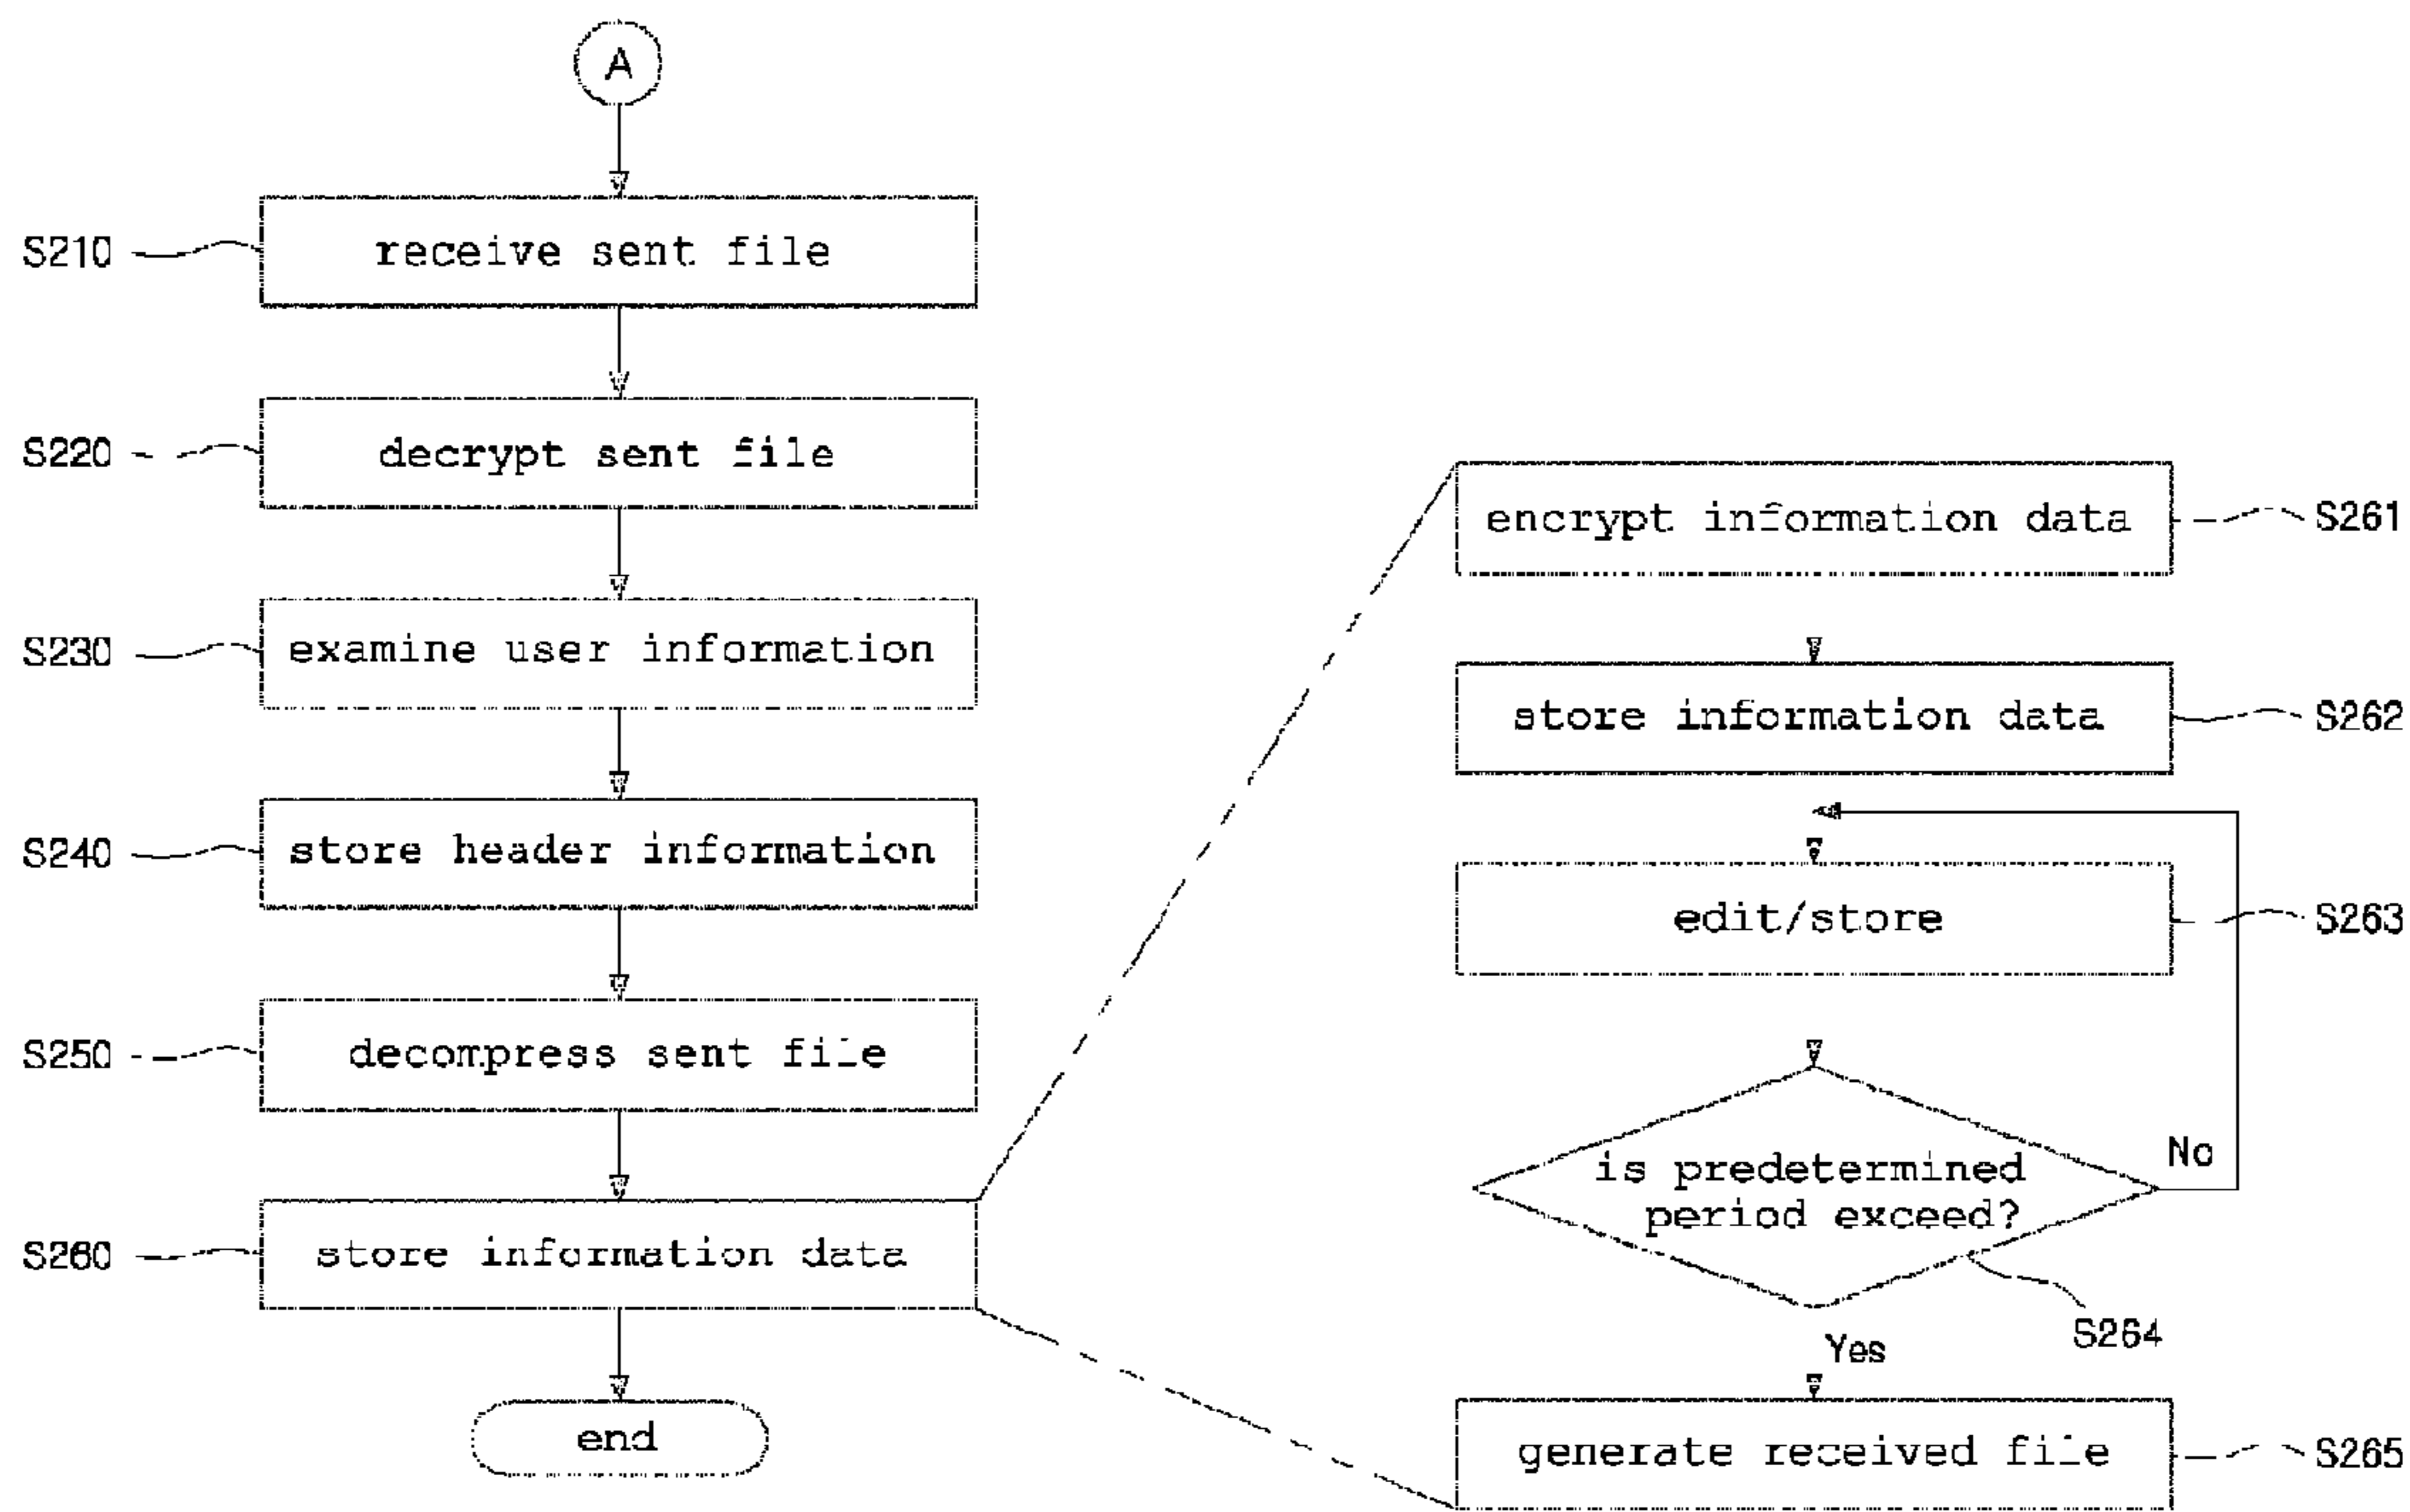 A
S210
receive sent file
S220
decrypt sent file
S230
examine user information
S240
store header information
S250
decompress sent file
S260
store information data
end
encrypt information data
S261
store information data
S262
edit/store
S263
is predetermined
period exceed?
No
S264
Yes
generate received file
S265